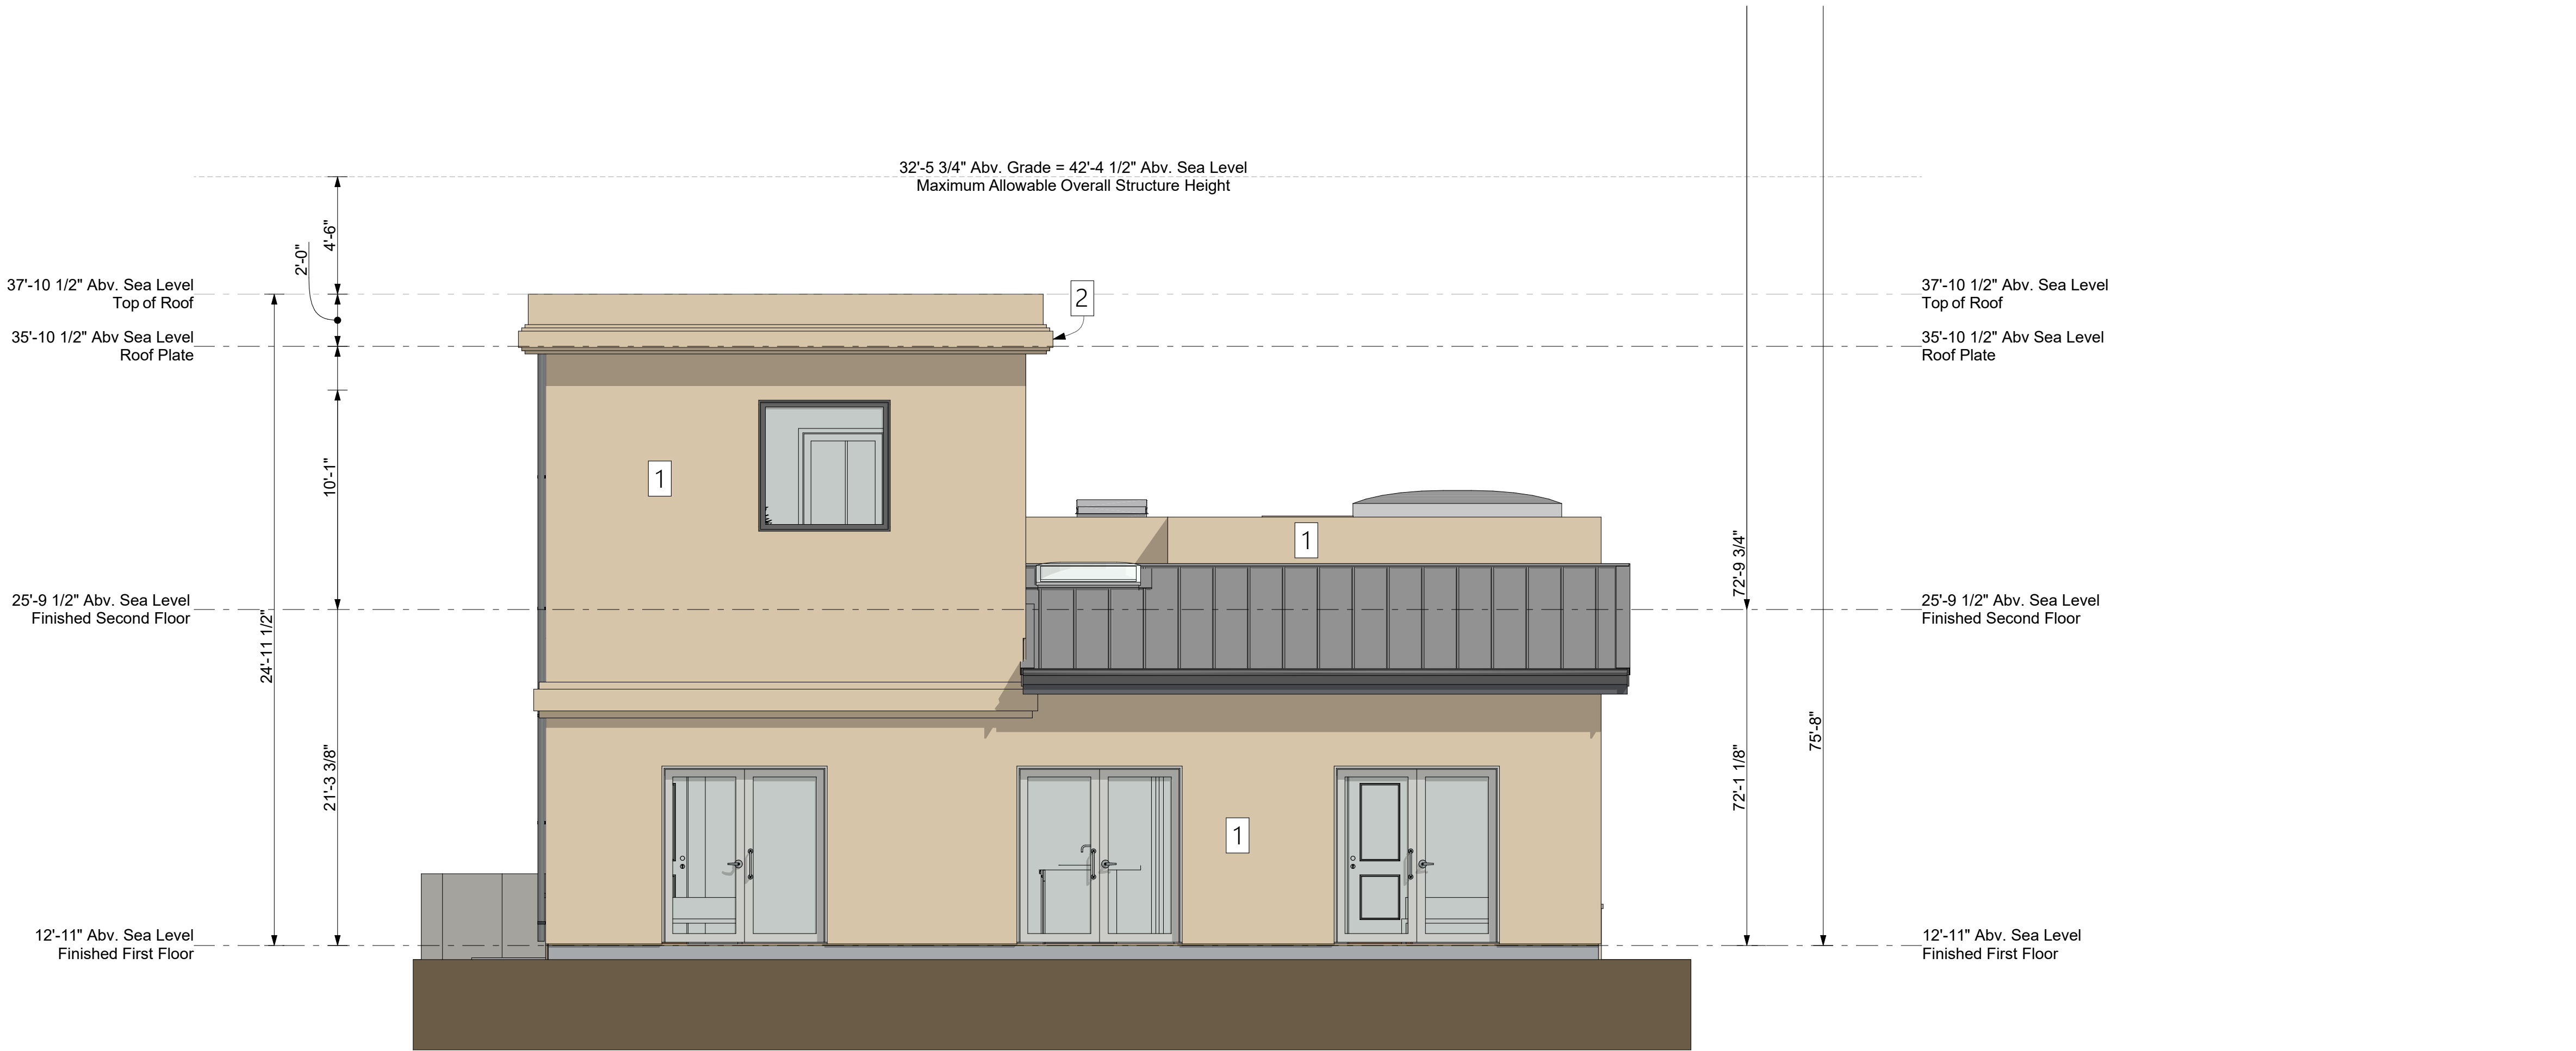 32'-5 3/4" Abv. Grade = 42'-4 1/2" Abv. Sea Level
Maximum Allowable Overall Structure Height
4'-6"
2'-0"
37'-10 1/2" Abv. Sea Level
Top of Roof
2
37'-10 1/2" Abv. Sea Level
Top of Roof
35'-10 1/2" Abv Sea Level
Roof Plate
35'-10 1/2" Abv Sea Level
Roof Plate
10'-1"
1
1
72'-9 3/4"
25'-9 1/2" Abv. Sea Level
Finished Second Floor
25'-9 1/2" Abv. Sea Level
Finished Second Floor
24'-11 1/2"
21'-3 3/8"
1
72'-1 1/8"
75'-8"
12'-11" Abv. Sea Level
Finished First Floor
12'-11" Abv. Sea Level
Finished First Floor